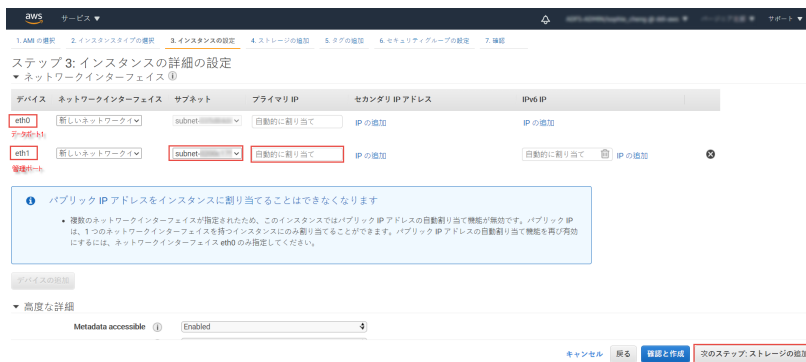 aws サービス サポート
1. AMI の選択 2. インスタンスタイプの選択 3. インスタンスの設定 4. ストレージの追加 5. タグの追加 6. セキュリティグループの設定 7. 確認
ステップ 3: インスタンスの詳細の設定
ネットワークインターフェイス
デバイス ネットワークインターフェイス サブネット プライマリ IP セカンダリ IP アドレス IPv6 IP
eth0 新しいネットワークイ subnet- 自動的に割り当て IP の追加 IP の追加
データポート1
eth1 新しいネットワークイ subnet- 自動的に割り当て IP の追加 自動的に割り当て IP の追加
管理ポート
パブリック IP アドレスをインスタンスに割り当てることはできなくなります
• 複数のネットワークインターフェイスが指定されたため、このインスタンスではパブリック IP アドレスの自動割り当て機能が無効です。パブリック IP
は、1 つのネットワークインターフェイスを持つインスタンスにのみ割り当てることができます。パブリック IP アドレスの自動割り当て機能を再び有効
にするには、ネットワークインターフェイス eth0 のみ指定してください。
デバイスの追加
高度な詳細
Metadata accessible Enabled
キャンセル 戻る 確認と作成 次のステップ: ストレージの追加